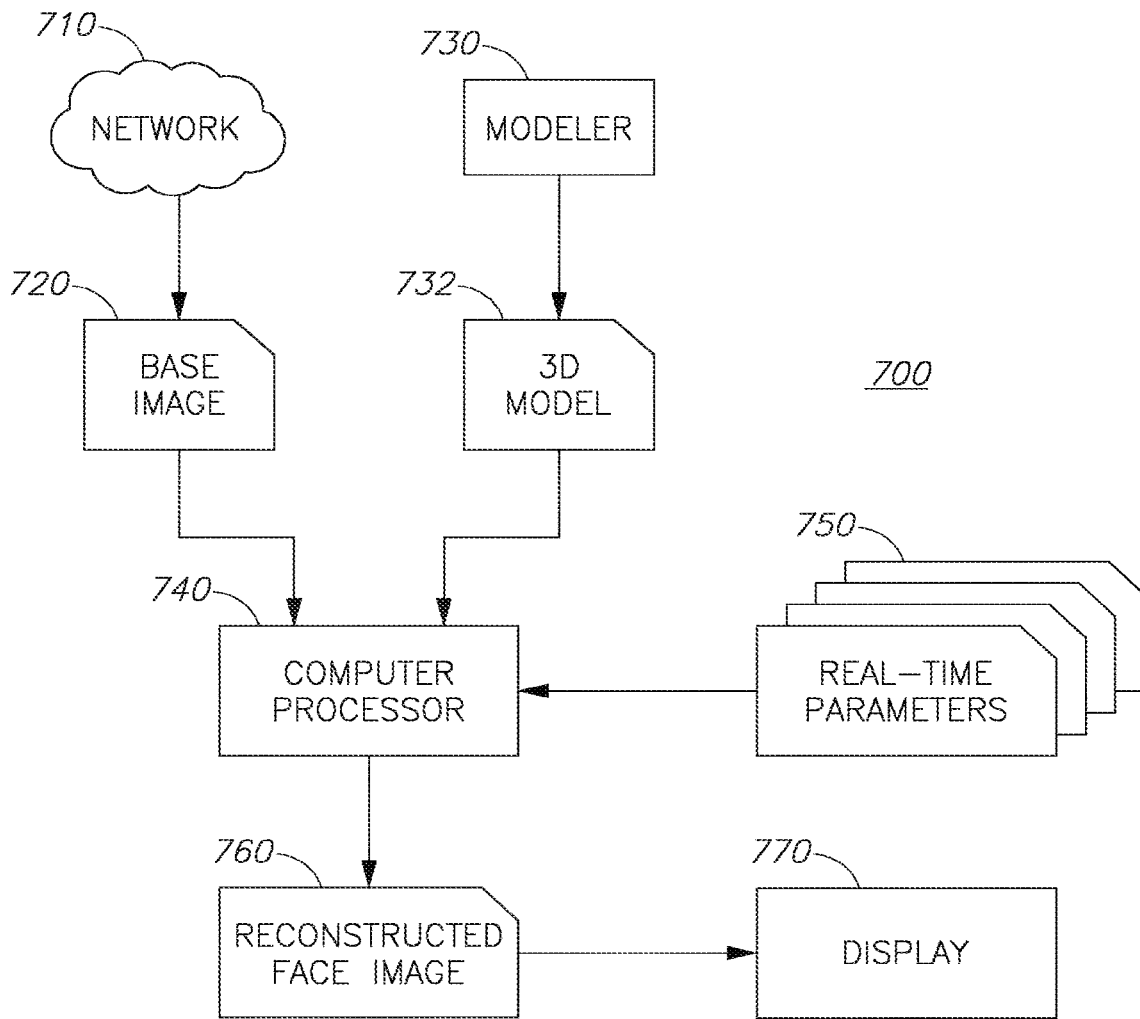 710
NETWORK
730
MODELER
720
BASE
IMAGE
732
3D
MODEL
700
740
COMPUTER
PROCESSOR
750
REAL-TIME
PARAMETERS
760
RECONSTRUCTED
FACE IMAGE
770
DISPLAY